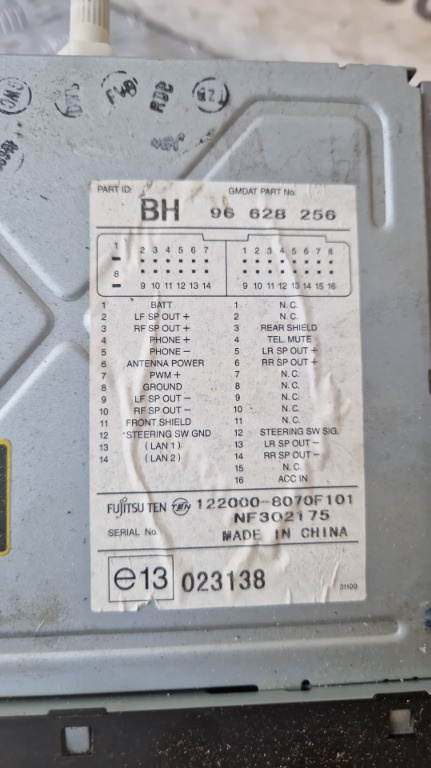 PART ID: GMDAT PART No.
BH 96 628 256
1 2 3 4 5 6 7 1 2 3 4 5 6 7 8
8 9 10 11 12 13 14 9 10 11 12 13 14 15 16
1 BATT 1 N.C.
2 LF SP OUT + 2 N.C.
3 RF SP OUT + 3 REAR SHIELD
4 PHONE + 4 TEL MUTE
5 PHONE − 5 LR SP OUT +
6 ANTENNA POWER 6 RR SP OUT +
7 PWM + 7 N.C.
8 GROUND 8 N.C.
9 LF SP OUT − 9 N.C.
10 RF SP OUT − 10 N.C.
11 FRONT SHIELD 11 N.C.
12 STEERING SW GND 12 STEERING SW SIG.
13 ( LAN 1 ) 13 LR SP OUT −
14 ( LAN 2 ) 14 RR SP OUT −
15 N.C.
16 ACC IN
FUJITSU TEN TEN 122000-8070F101
NF302175
SERIAL No. MADE IN CHINA
e13 023138
31100